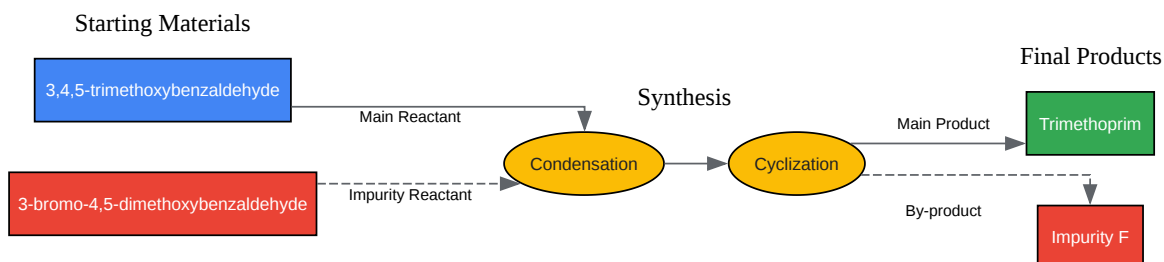 Starting Materials
3,4,5-trimethoxybenzaldehyde
Main Reactant
3-bromo-4,5-dimethoxybenzaldehyde
Impurity Reactant
Synthesis
Condensation
Cyclization
Final Products
Main Product
Trimethoprim
By-product
Impurity F